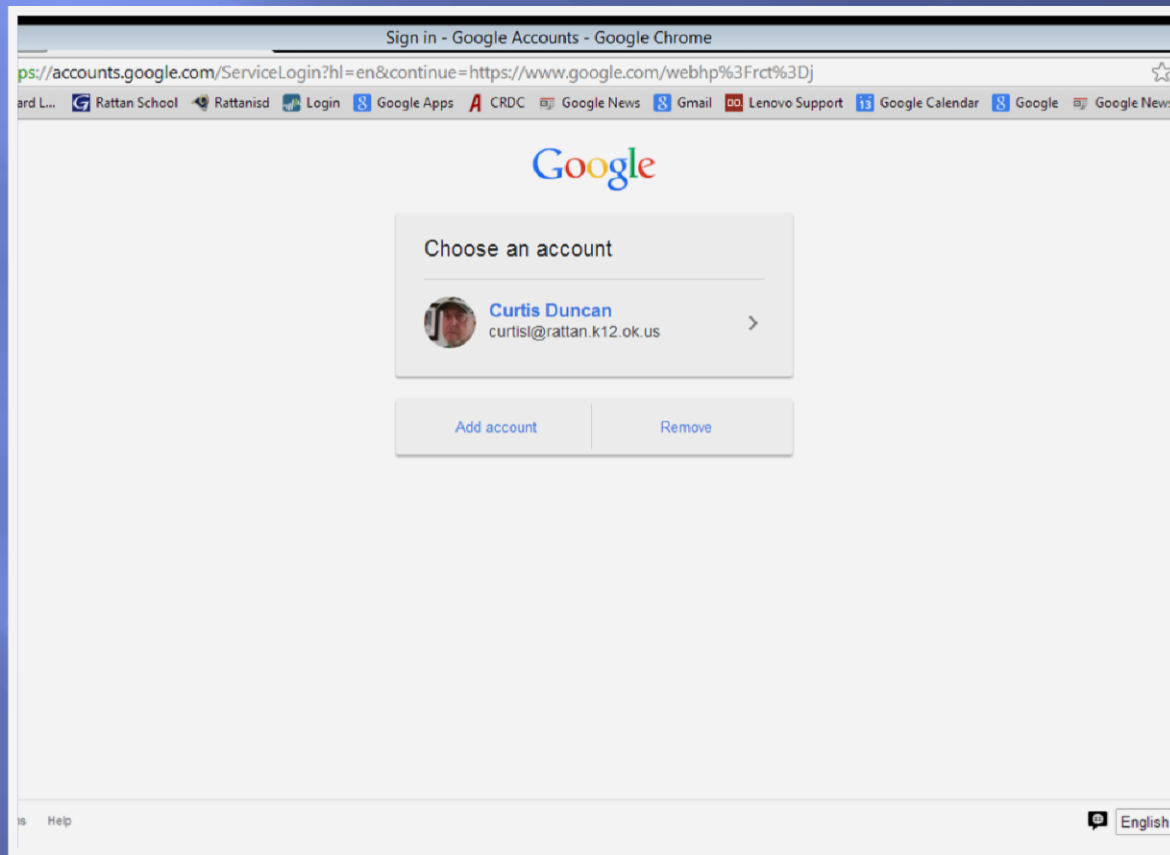 Sign in - Google Accounts - Google Chrome
ps://accounts.google.com/ServiceLogin?hl=en&continue=https://www.google.com/webhp%3Frct%3Dj
ard L... Rattan School Rattanisd Login Google Apps CRDC Google News Gmail Lenovo Support 13 Google Calendar Google Google News
Google
Choose an account
Curtis Duncan
curtisl@rattan.k12.ok.us
Add account Remove
Help English